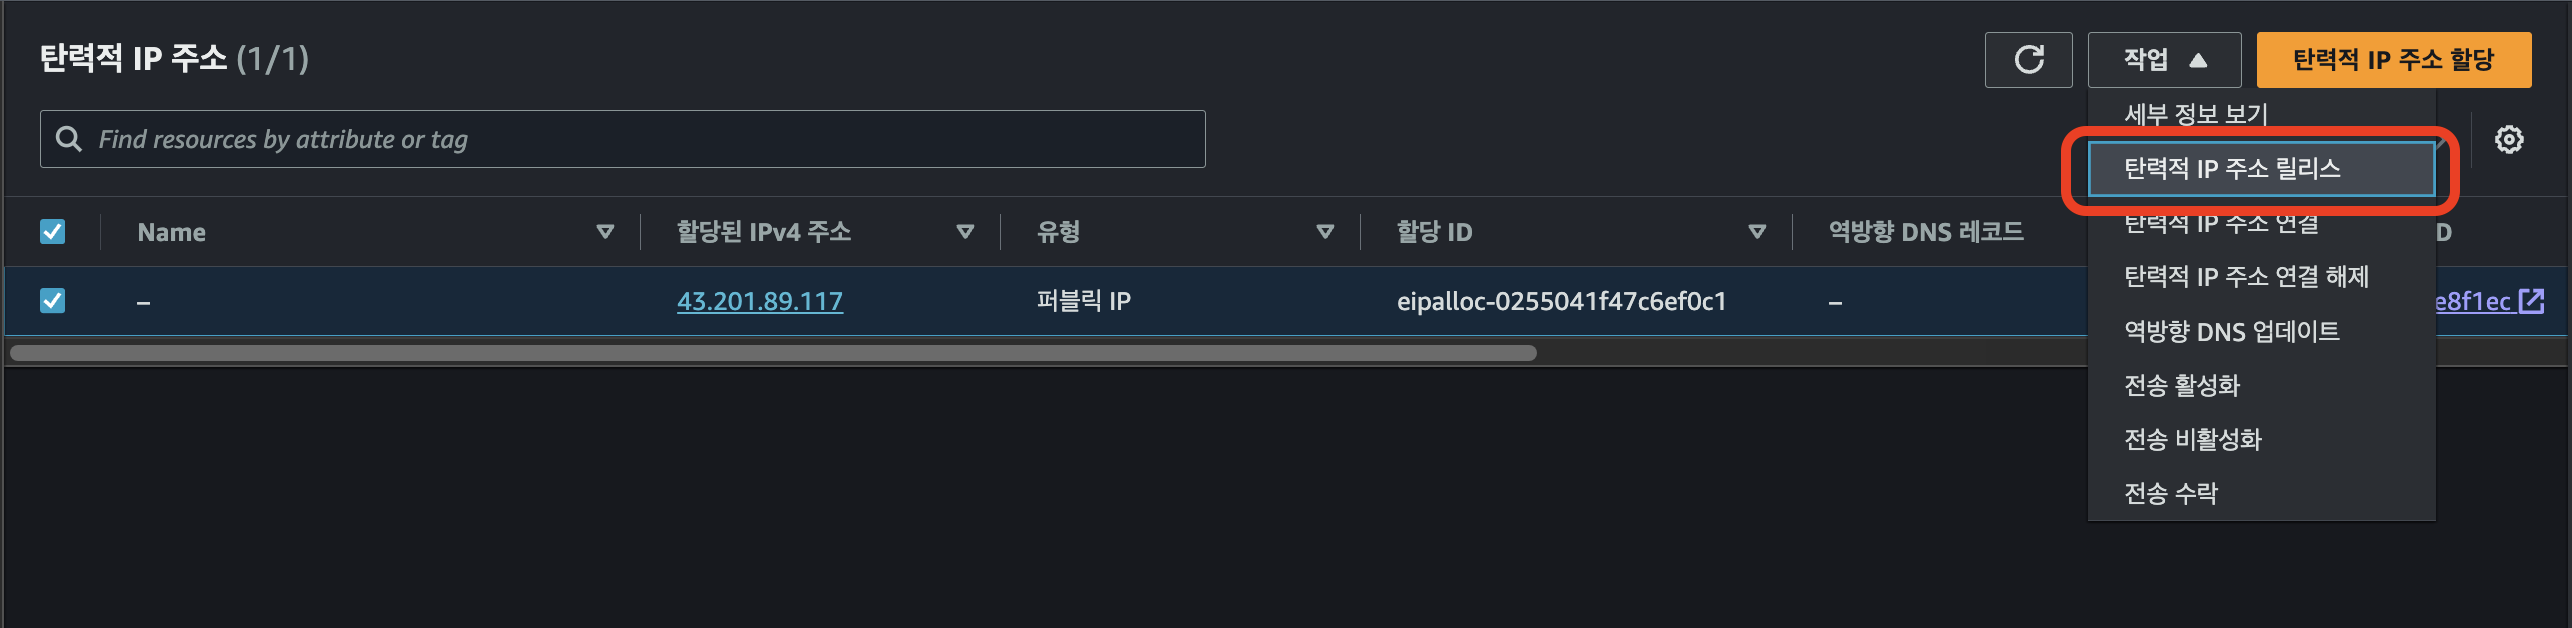 탄력적 IP 주소 (1/1)
작업
탄력적 IP 주소 할당
Find resources by attribute or tag
세부 정보 보기
탄력적 IP 주소 릴리스
탄력적 IP 주소 연결
탄력적 IP 주소 연결 해제
역방향 DNS 업데이트
전송 활성화
전송 비활성화
전송 수락
Name 할당된 IPv4 주소 유형 할당 ID 역방향 DNS 레코드 D
– 43.201.89.117 퍼블릭 IP eipalloc-0255041f47c6ef0c1 – e8f1ec